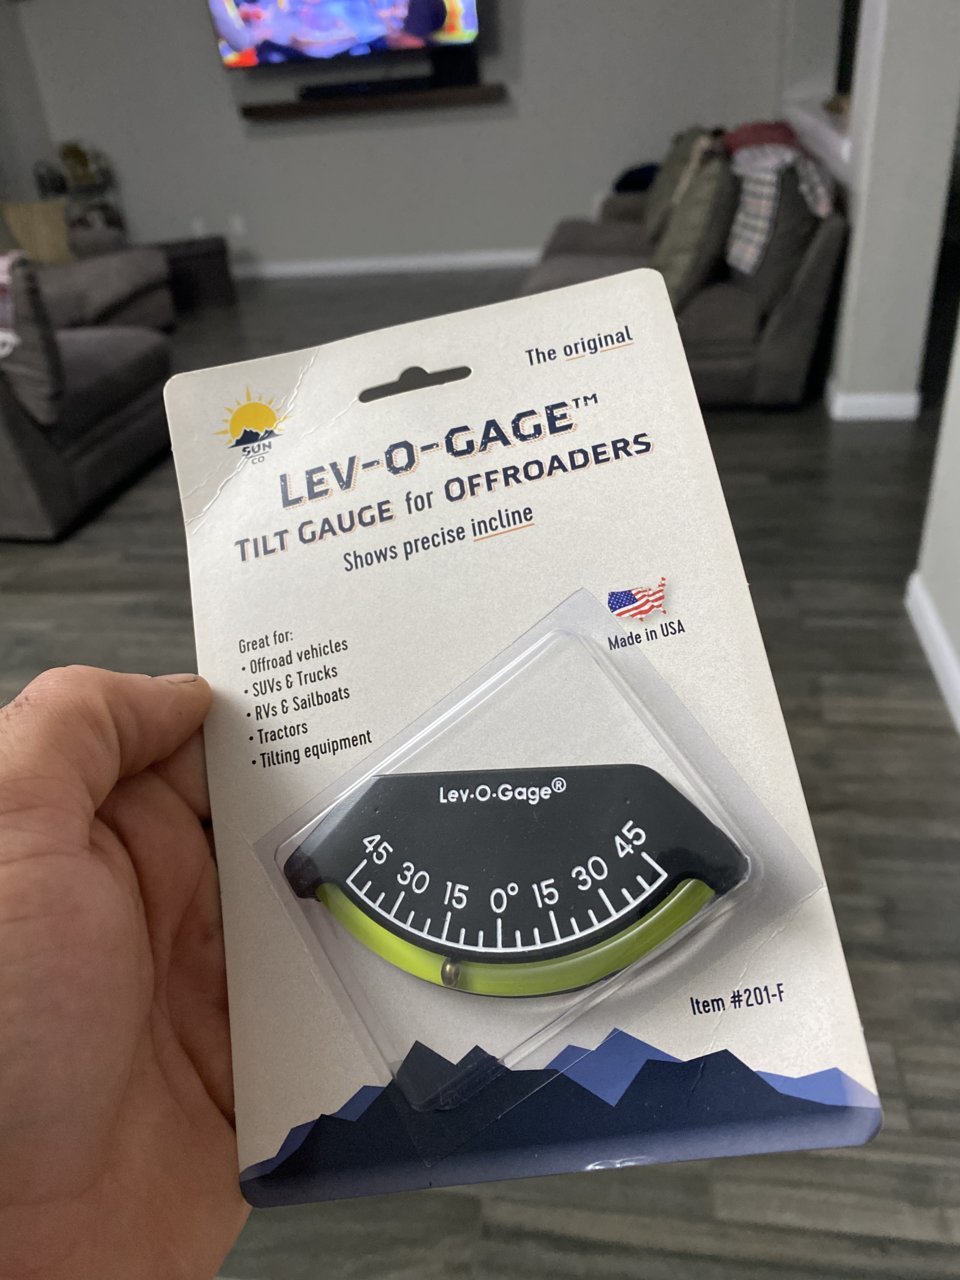 The original
SUN
CO
LEV-O-GAGE™
TILT GAUGE for OFFROADERS
Shows precise incline
Made in USA
Great for:
• Offroad vehicles
• SUVs & Trucks
• RVs & Sailboats
• Tractors
• Tilting equipment
Lev·O·Gage®
45 30 15 0° 15 30 45
Item #201-F